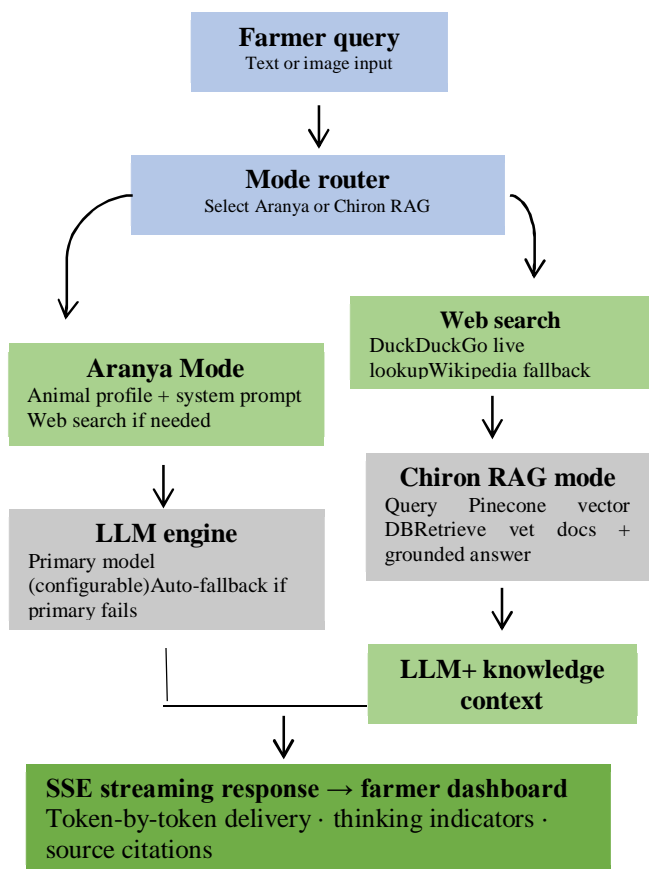 Farmer query
Text or image input
Mode router
Select Aranya or Chiron RAG
Web search
DuckDuckGo live
lookupWikipedia fallback
Aranya Mode
Animal profile + system prompt
Web search if needed
Chiron RAG mode
Query Pinecone vector
DBRetrieve vet docs +
grounded answer
LLM engine
Primary model
(configurable)Auto-fallback if
primary fails
LLM+ knowledge
context
SSE streaming response → farmer dashboard
Token-by-token delivery · thinking indicators ·
source citations